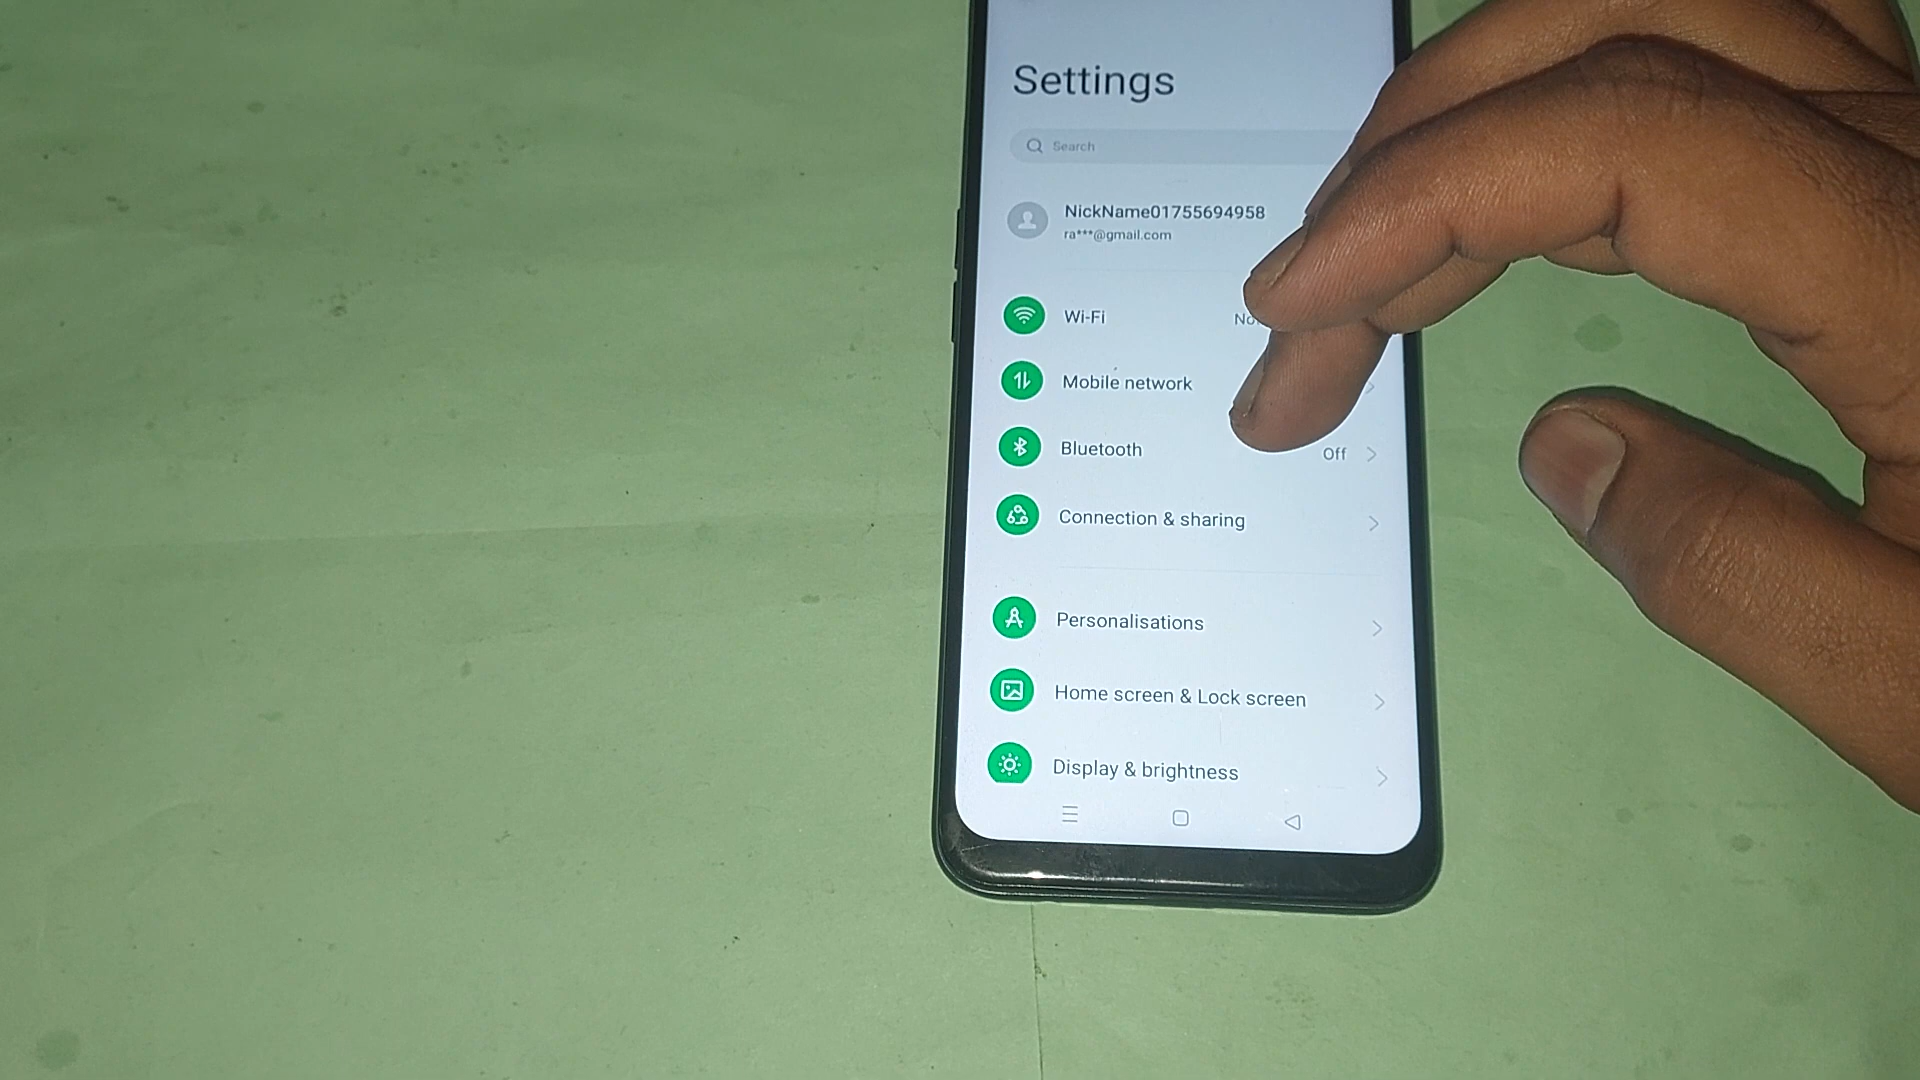 Settings
Search
NickName01755694958
ra***@gmail.com
Wi-Fi
Mobile network
Bluetooth Off
Connection & sharing
Personalisations
Home screen & Lock screen
Display & brightness